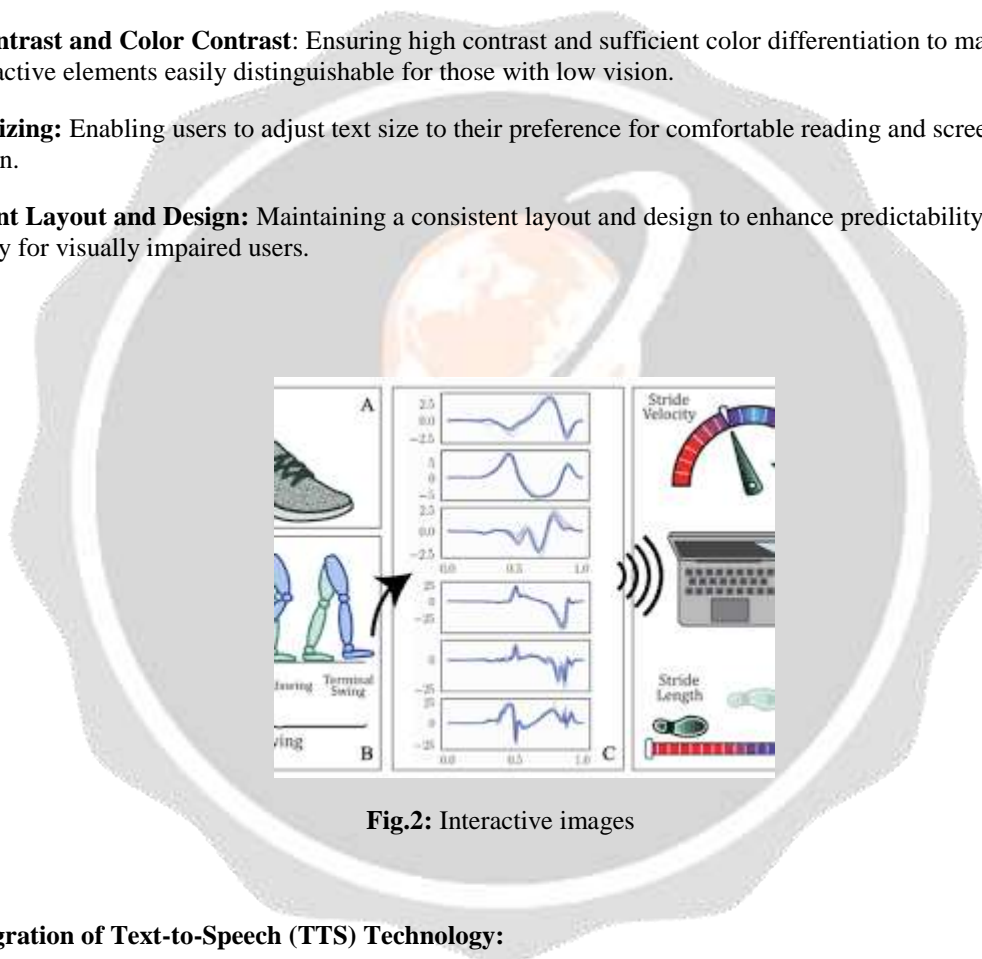 ntrast and Color Contrast: Ensuring high contrast and sufficient color differentiation to ma
active elements easily distinguishable for those with low vision.
izing: Enabling users to adjust text size to their preference for comfortable reading and scree
n.
nt Layout and Design: Maintaining a consistent layout and design to enhance predictability
y for visually impaired users.
A
Terminal
Swing
ving
B
2.5
0.0
−2.5
5
0
−5
2.5
0.0
−2.5
0.0 0.5 1.0
25
0
−25
0
−25
25
0
−25
0.0 0.5 1.0
C
Stride
Velocity
Stride
Length
Fig.2: Interactive images
gration of Text-to-Speech (TTS) Technology: